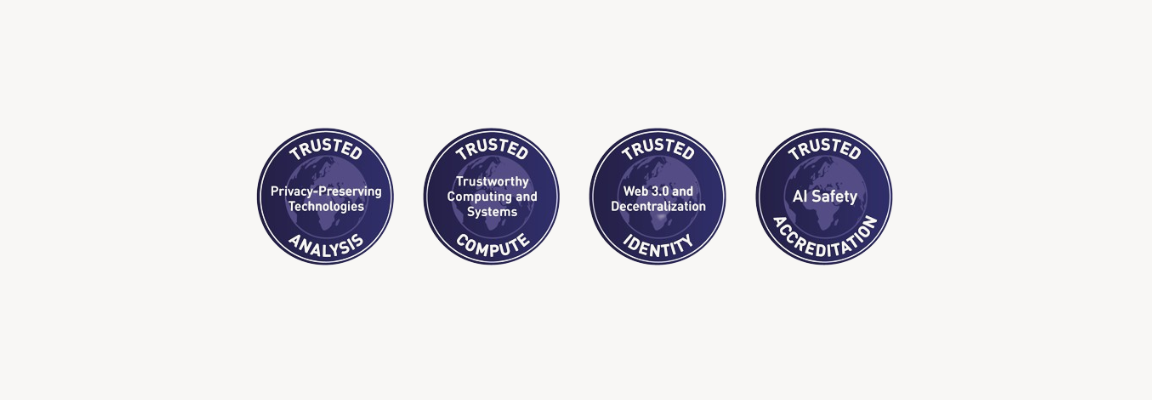 TRUSTED
Privacy-Preserving
Technologies
ANALYSIS
TRUSTED
Trustworthy
Computing and
Systems
COMPUTE
TRUSTED
Web 3.0 and
Decentralization
IDENTITY
TRUSTED
AI Safety
ACCREDITATION